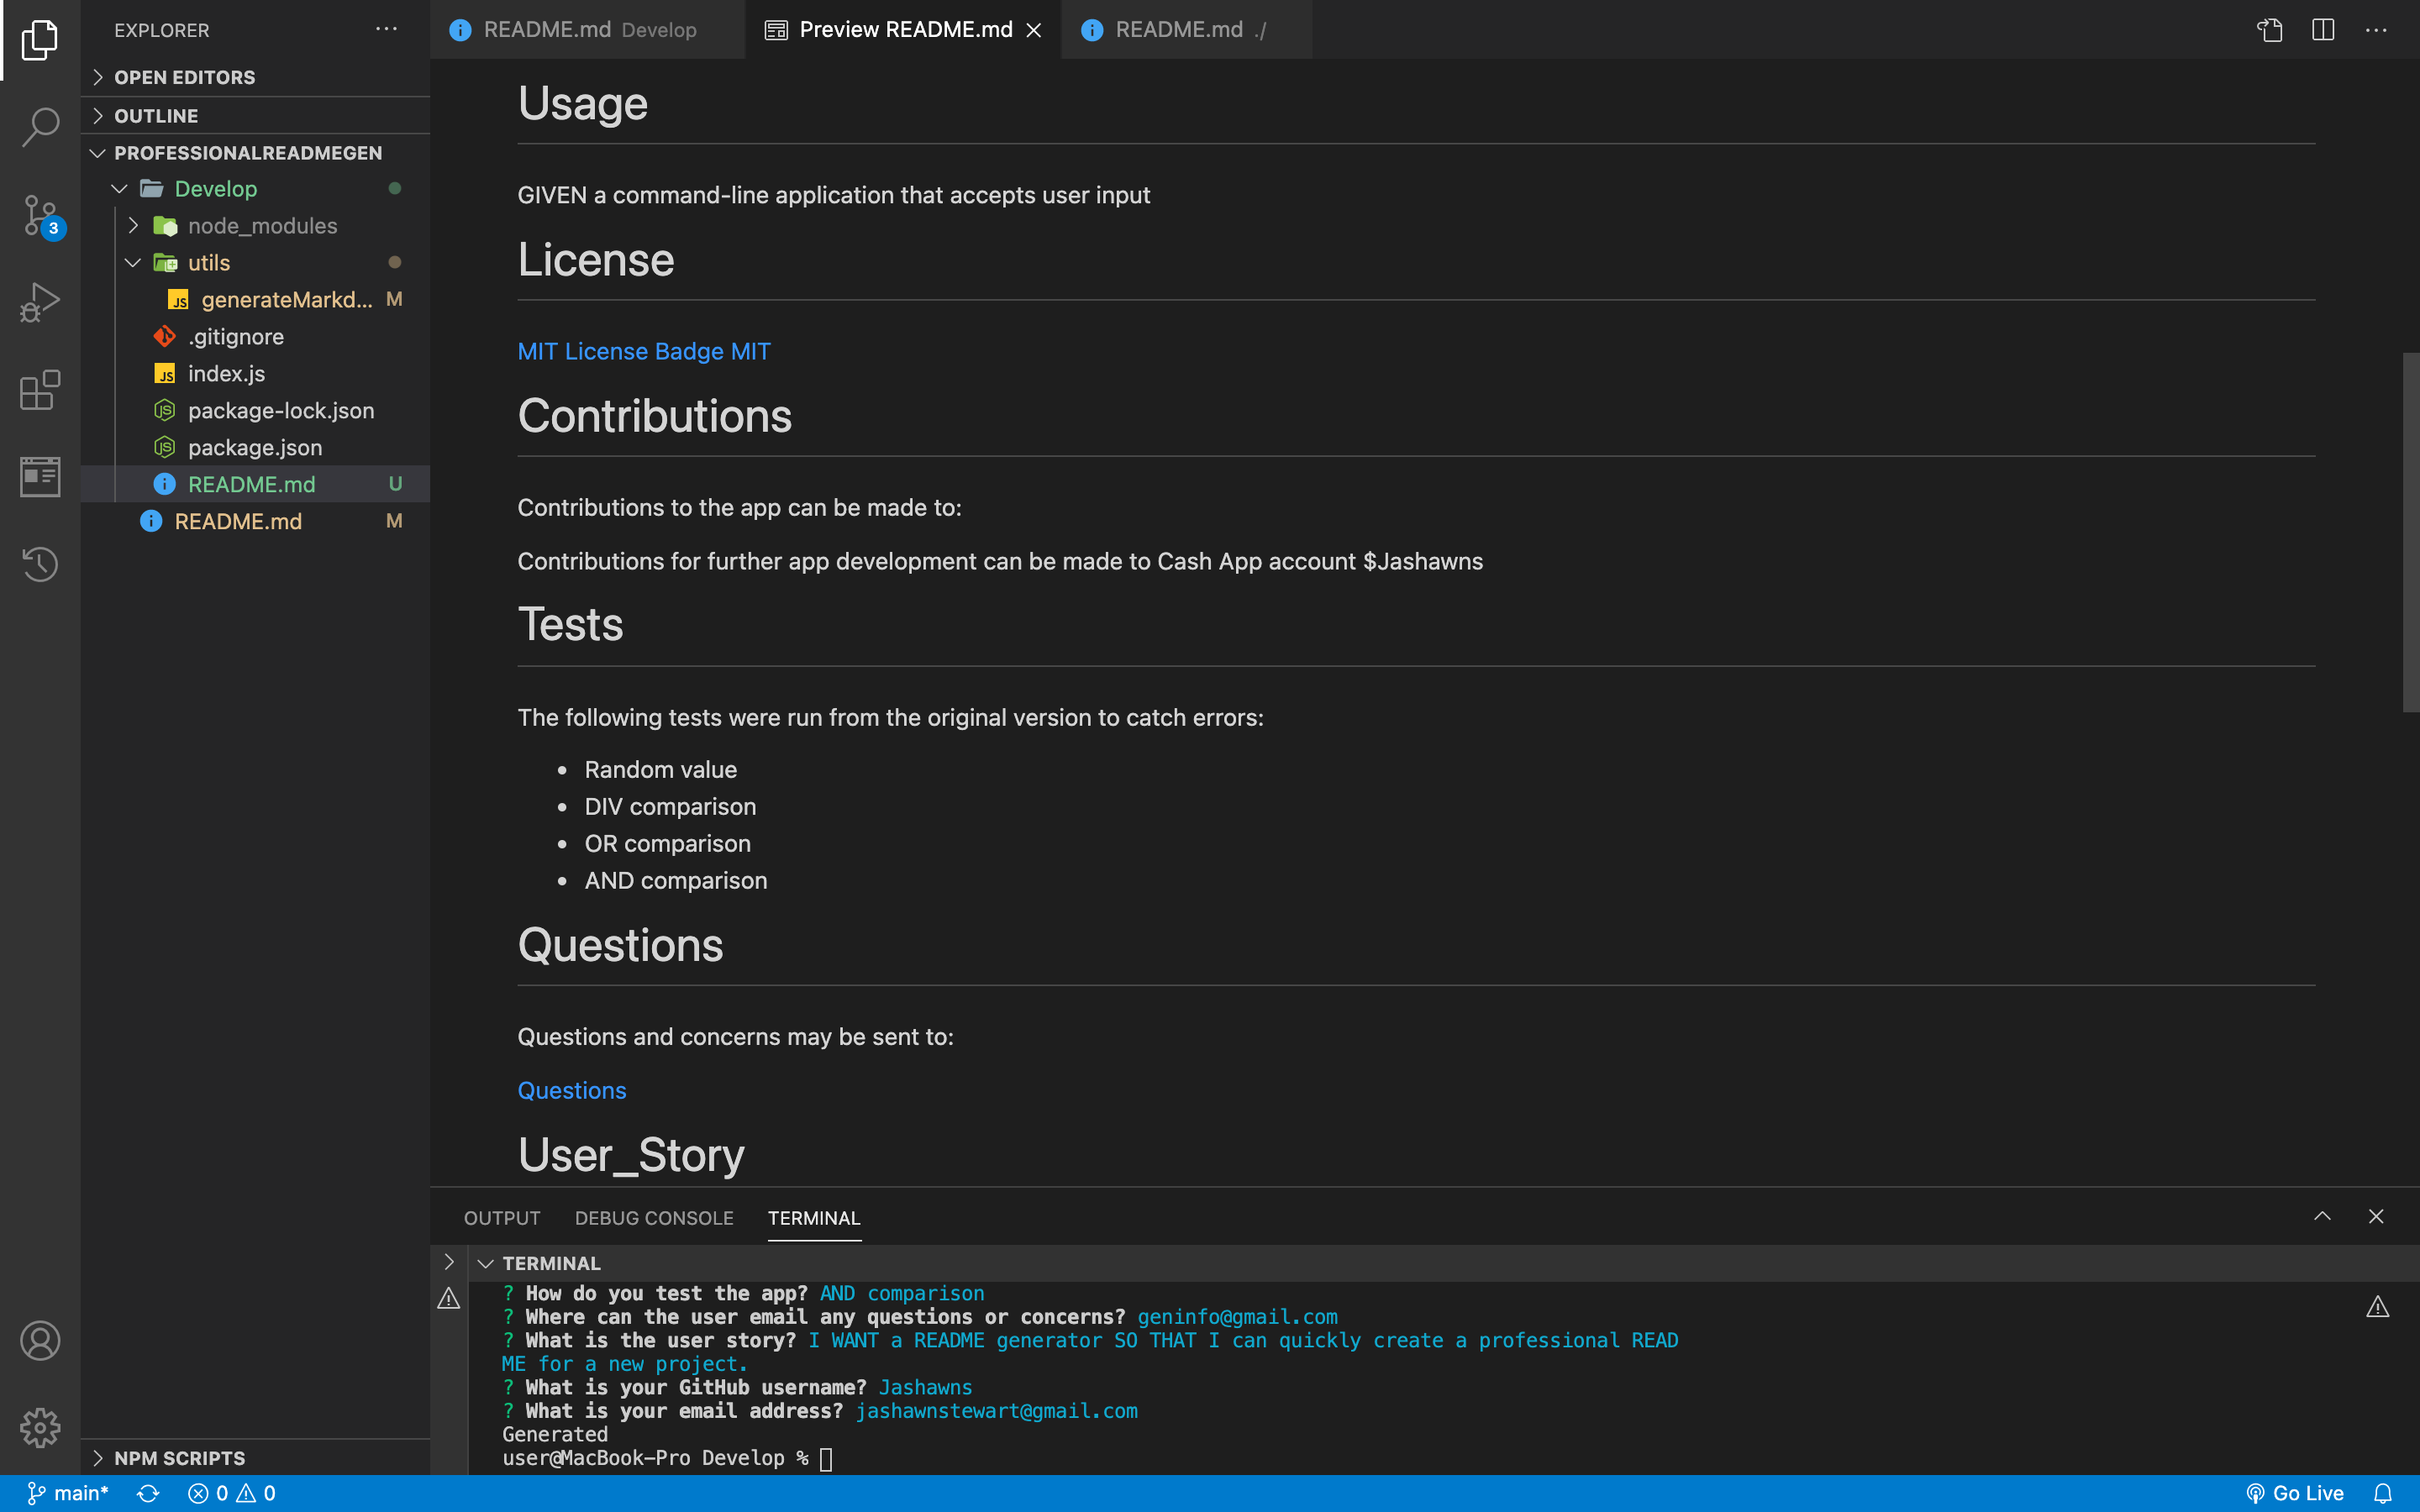 EXPLORER
OPEN EDITORS
OUTLINE
PROFESSIONALREADMEGEN
Develop
node_modules
utils
generateMarkd... M
.gitignore
index.js
package-lock.json
package.json
README.md U
README.md M
3
NPM SCRIPTS
README.md Develop
Preview README.md
README.md ./
Usage
GIVEN a command-line application that accepts user input
License
MIT License Badge MIT
Contributions
Contributions to the app can be made to:
Contributions for further app development can be made to Cash App account $Jashawns
Tests
The following tests were run from the original version to catch errors:
Random value
DIV comparison
OR comparison
AND comparison
Questions
Questions and concerns may be sent to:
Questions
User_Story
OUTPUT DEBUG CONSOLE TERMINAL
TERMINAL
? How do you test the app? AND comparison
? Where can the user email any questions or concerns? geninfo@gmail.com
? What is the user story? I WANT a README generator SO THAT I can quickly create a professional READ
ME for a new project.
? What is your GitHub username? Jashawns
? What is your email address? jashawnstewart@gmail.com
Generated
user@MacBook-Pro Develop %
main* 0 0 Go Live